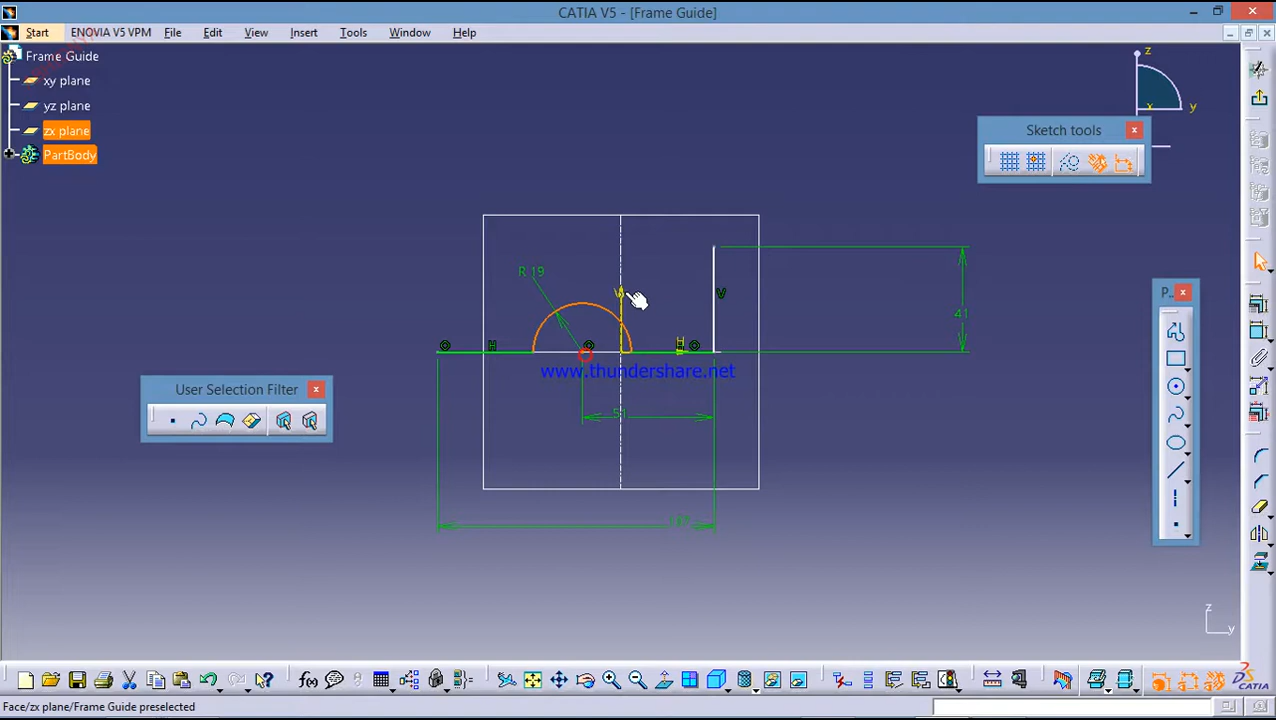 CATIA V5 - [Frame Guide]
Start ENOVIA V5 VPM File Edit View Insert Tools Window Help
Frame Guide
xy plane
yz plane
zx plane
PartBody
z
x y
Sketch tools
P..
R 19
V
V
H
H
41
www.thundershare.net
User Selection Filter
51
z
y
f(x)
Face/zx plane/Frame Guide preselected